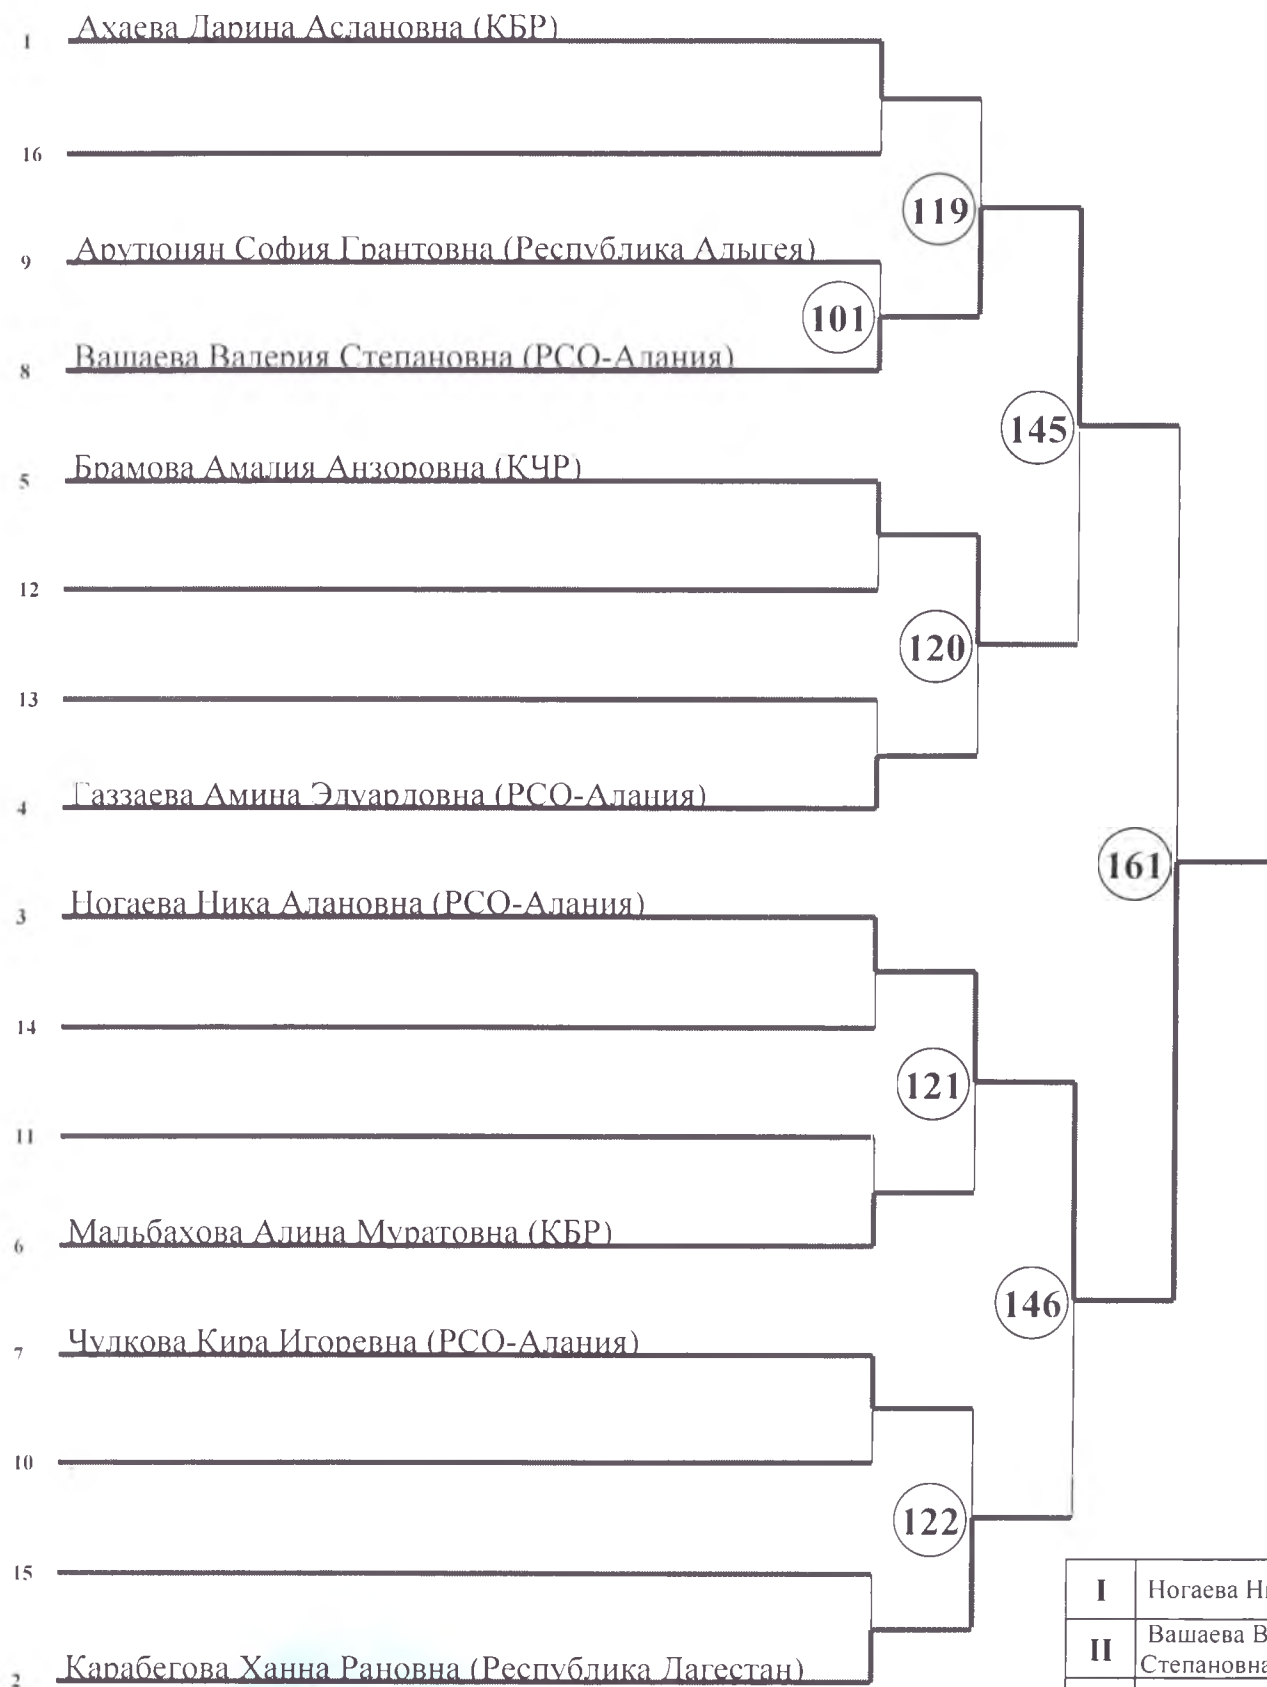 1 Ахаева Дарина Аслановна (КБР)
16
119
9 Арутюнян София Грантовна (Республика Адыгея)
101
8 Вашаева Валерия Степановна (РСО-Алания)
145
5 Брамова Амалия Анзоровна (КЧР)
12
120
13
4 Газзаева Амина Эдуардовна (РСО-Алания)
161
3 Ногаева Ника Алановна (РСО-Алания)
14
121
11
6 Мальбахова Алина Муратовна (КБР)
146
7 Чудкова Кира Игоревна (РСО-Алания)
10
122
15
I Ногаева Ни
II Вашаева В
Степановна
2 Карабегова Ханна Рановна (Республика Дагестан)